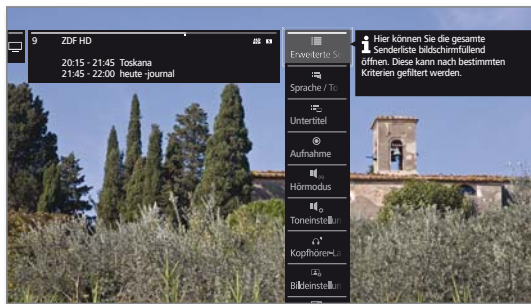 9 ZDF HD
20:15 - 21:45 Toskana
21:45 - 22:00 heute -journal
Erweiterte Se
Sprache / To
Untertitel
Aufnahme
Hörmodus
Toneinstellun
Kopfhörer-La
Bildeinstellun
Hier können Sie die gesamte
Senderliste bildschirmfüllend
öffnen. Diese kann nach bestimmten
Kriterien gefiltert werden.